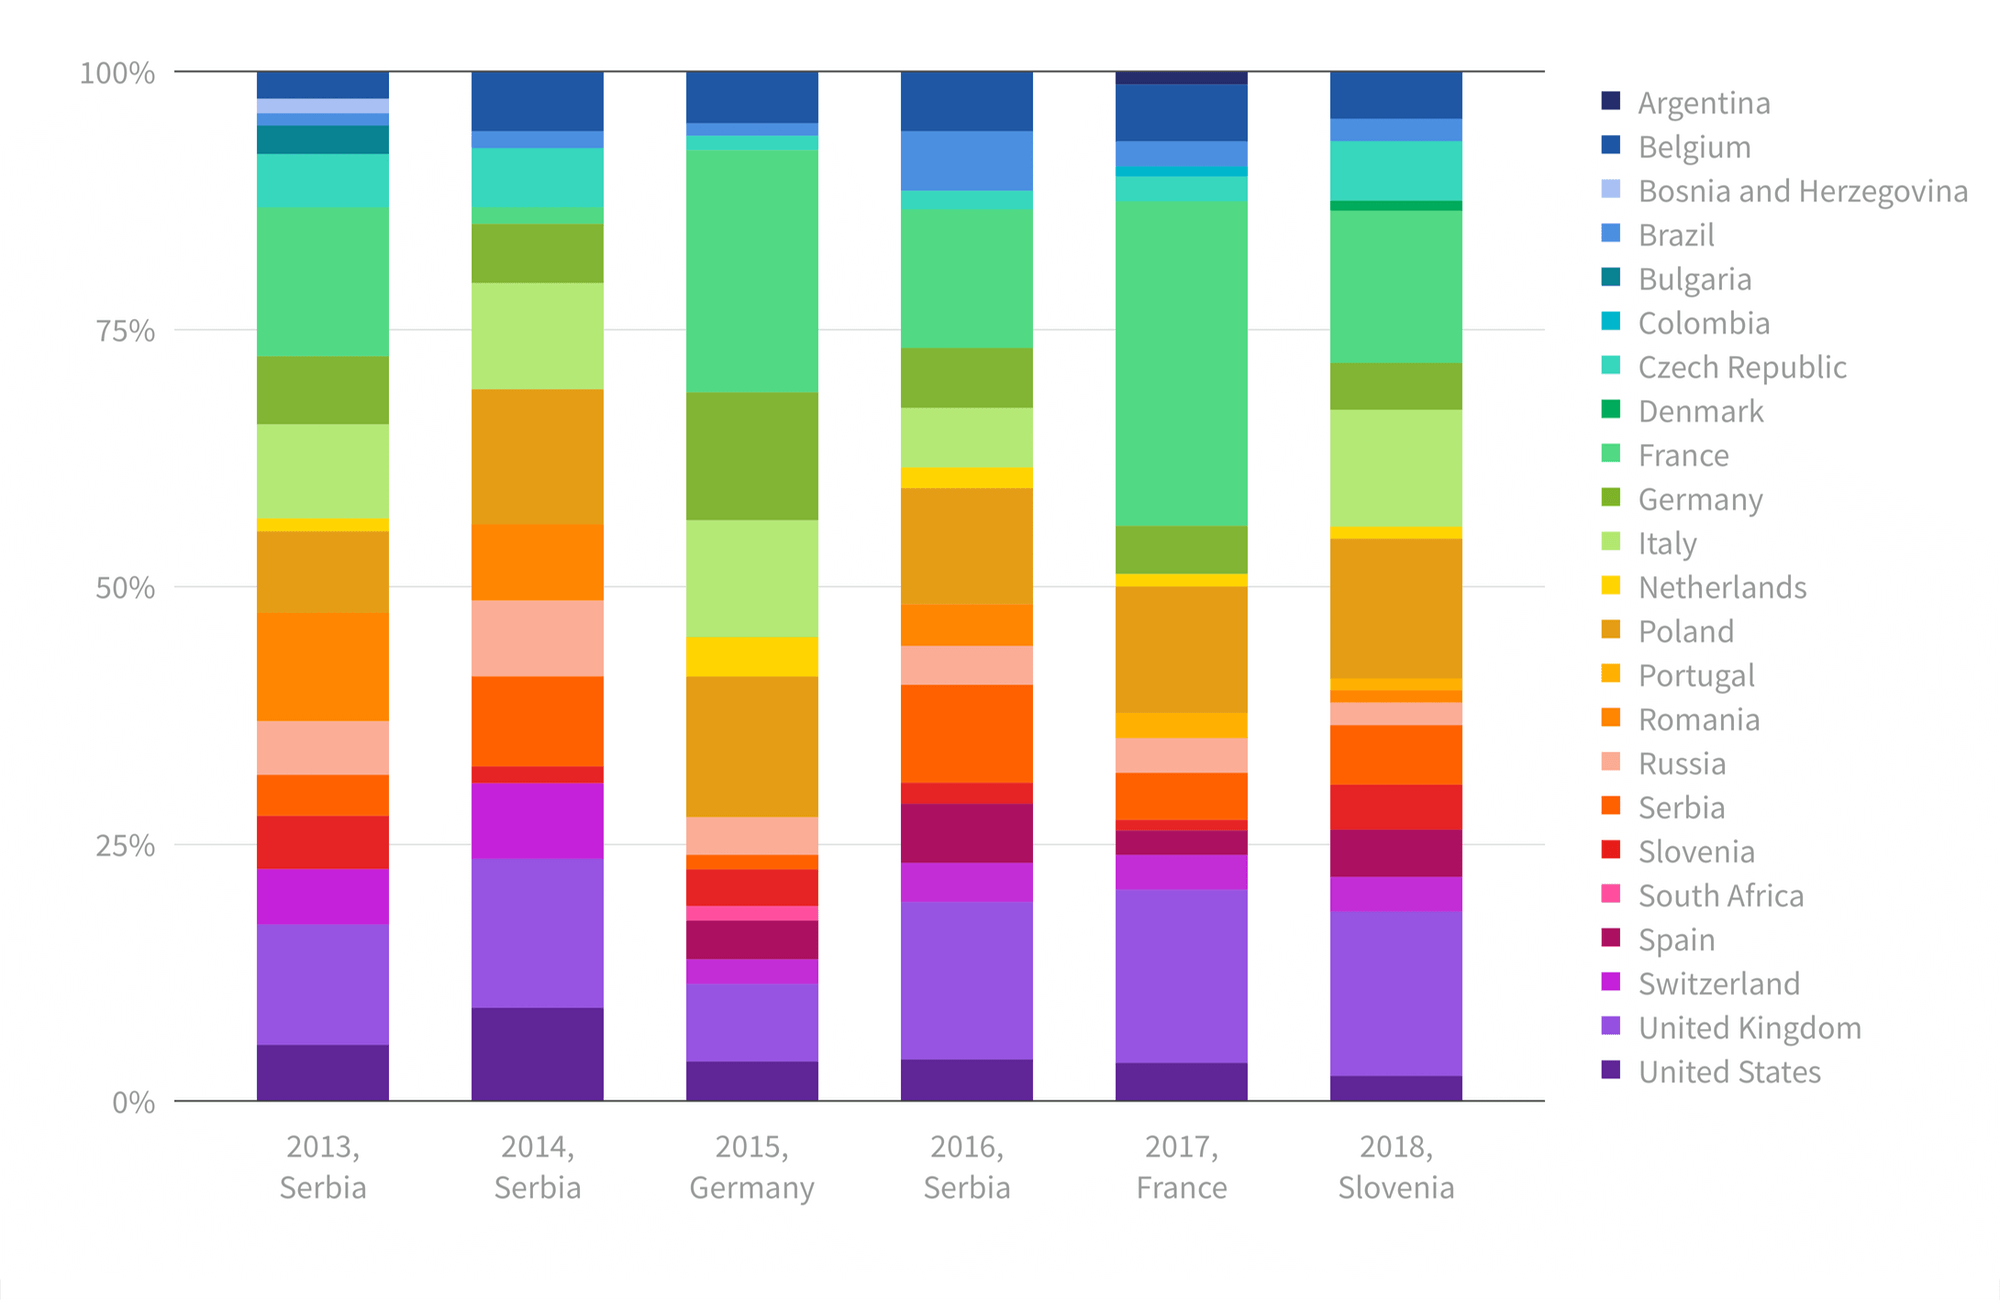 100%
75%
50%
25%
0%
2013,
Serbia
2014,
Serbia
2015,
Germany
2016,
Serbia
2017,
France
2018,
Slovenia
Argentina
Belgium
Bosnia and Herzegovina
Brazil
Bulgaria
Colombia
Czech Republic
Denmark
France
Germany
Italy
Netherlands
Poland
Portugal
Romania
Russia
Serbia
Slovenia
South Africa
Spain
Switzerland
United Kingdom
United States